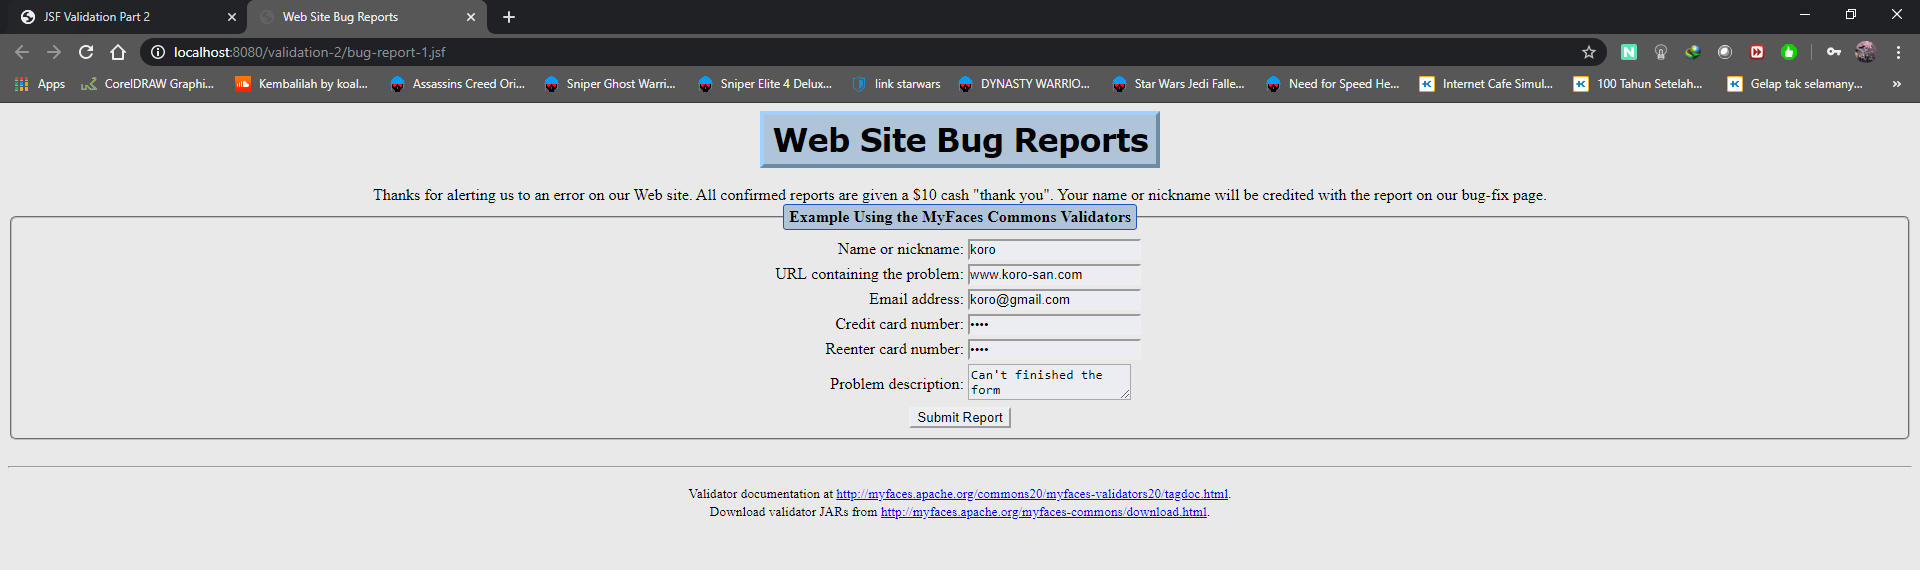 JSF Validation Part 2
Web Site Bug Reports
localhost:8080/validation-2/bug-report-1.jsf
Apps CorelDRAW Graphi... Kembalilah by koal... Assassins Creed Ori... Sniper Ghost Warri... Sniper Elite 4 Delux... link starwars DYNASTY WARRIO... Star Wars Jedi Falle... Need for Speed He... Internet Cafe Simul... 100 Tahun Setelah... Gelap tak selamany... »
Web Site Bug Reports
Thanks for alerting us to an error on our Web site. All confirmed reports are given a $10 cash "thank you". Your name or nickname will be credited with the report on our bug-fix page.
Example Using the MyFaces Commons Validators
Name or nickname: koro
URL containing the problem: www.koro-san.com
Email address: koro@gmail.com
Credit card number: ••••
Reenter card number: ••••
Problem description: Can't finished the
form
Submit Report
Validator documentation at http://myfaces.apache.org/commons20/myfaces-validators20/tagdoc.html.
Download validator JARs from http://myfaces.apache.org/myfaces-commons/download.html.